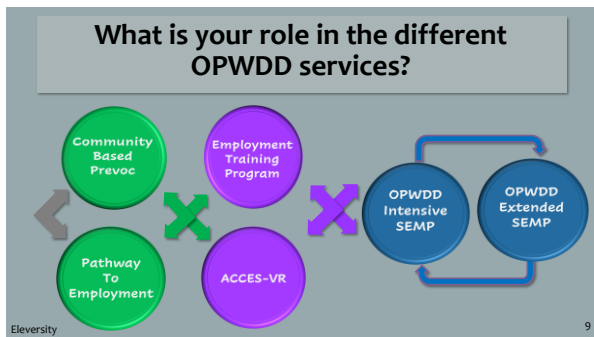 What is your role in the different
OPWDD services?
Community
Based
Prevoc
Employment
Training
Program
OPWDD
Intensive
SEMP
OPWDD
Extended
SEMP
Pathway
To
Employment
ACCES-VR
Eleversity
9